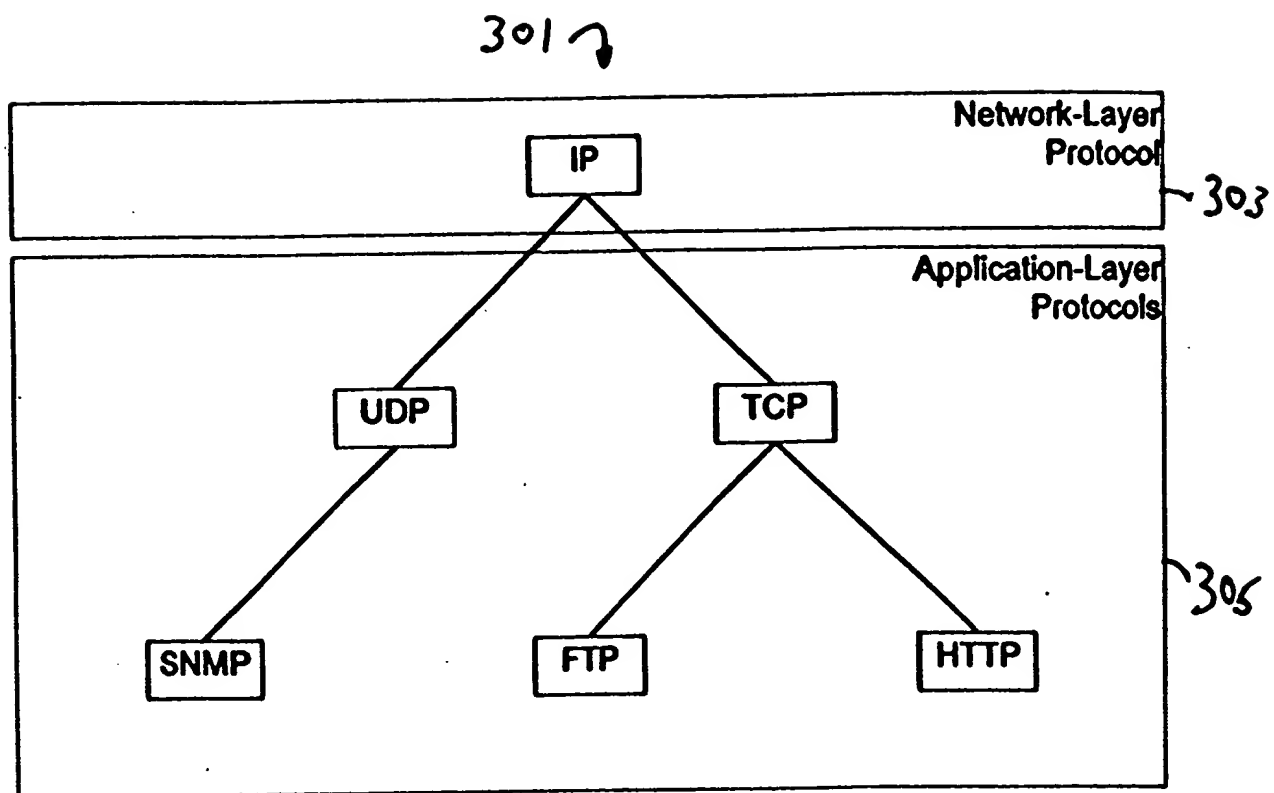 301
Network-Layer
Protocol
IP
303
Application-Layer
Protocols
UDP
TCP
305
SNMP
FTP
HTTP